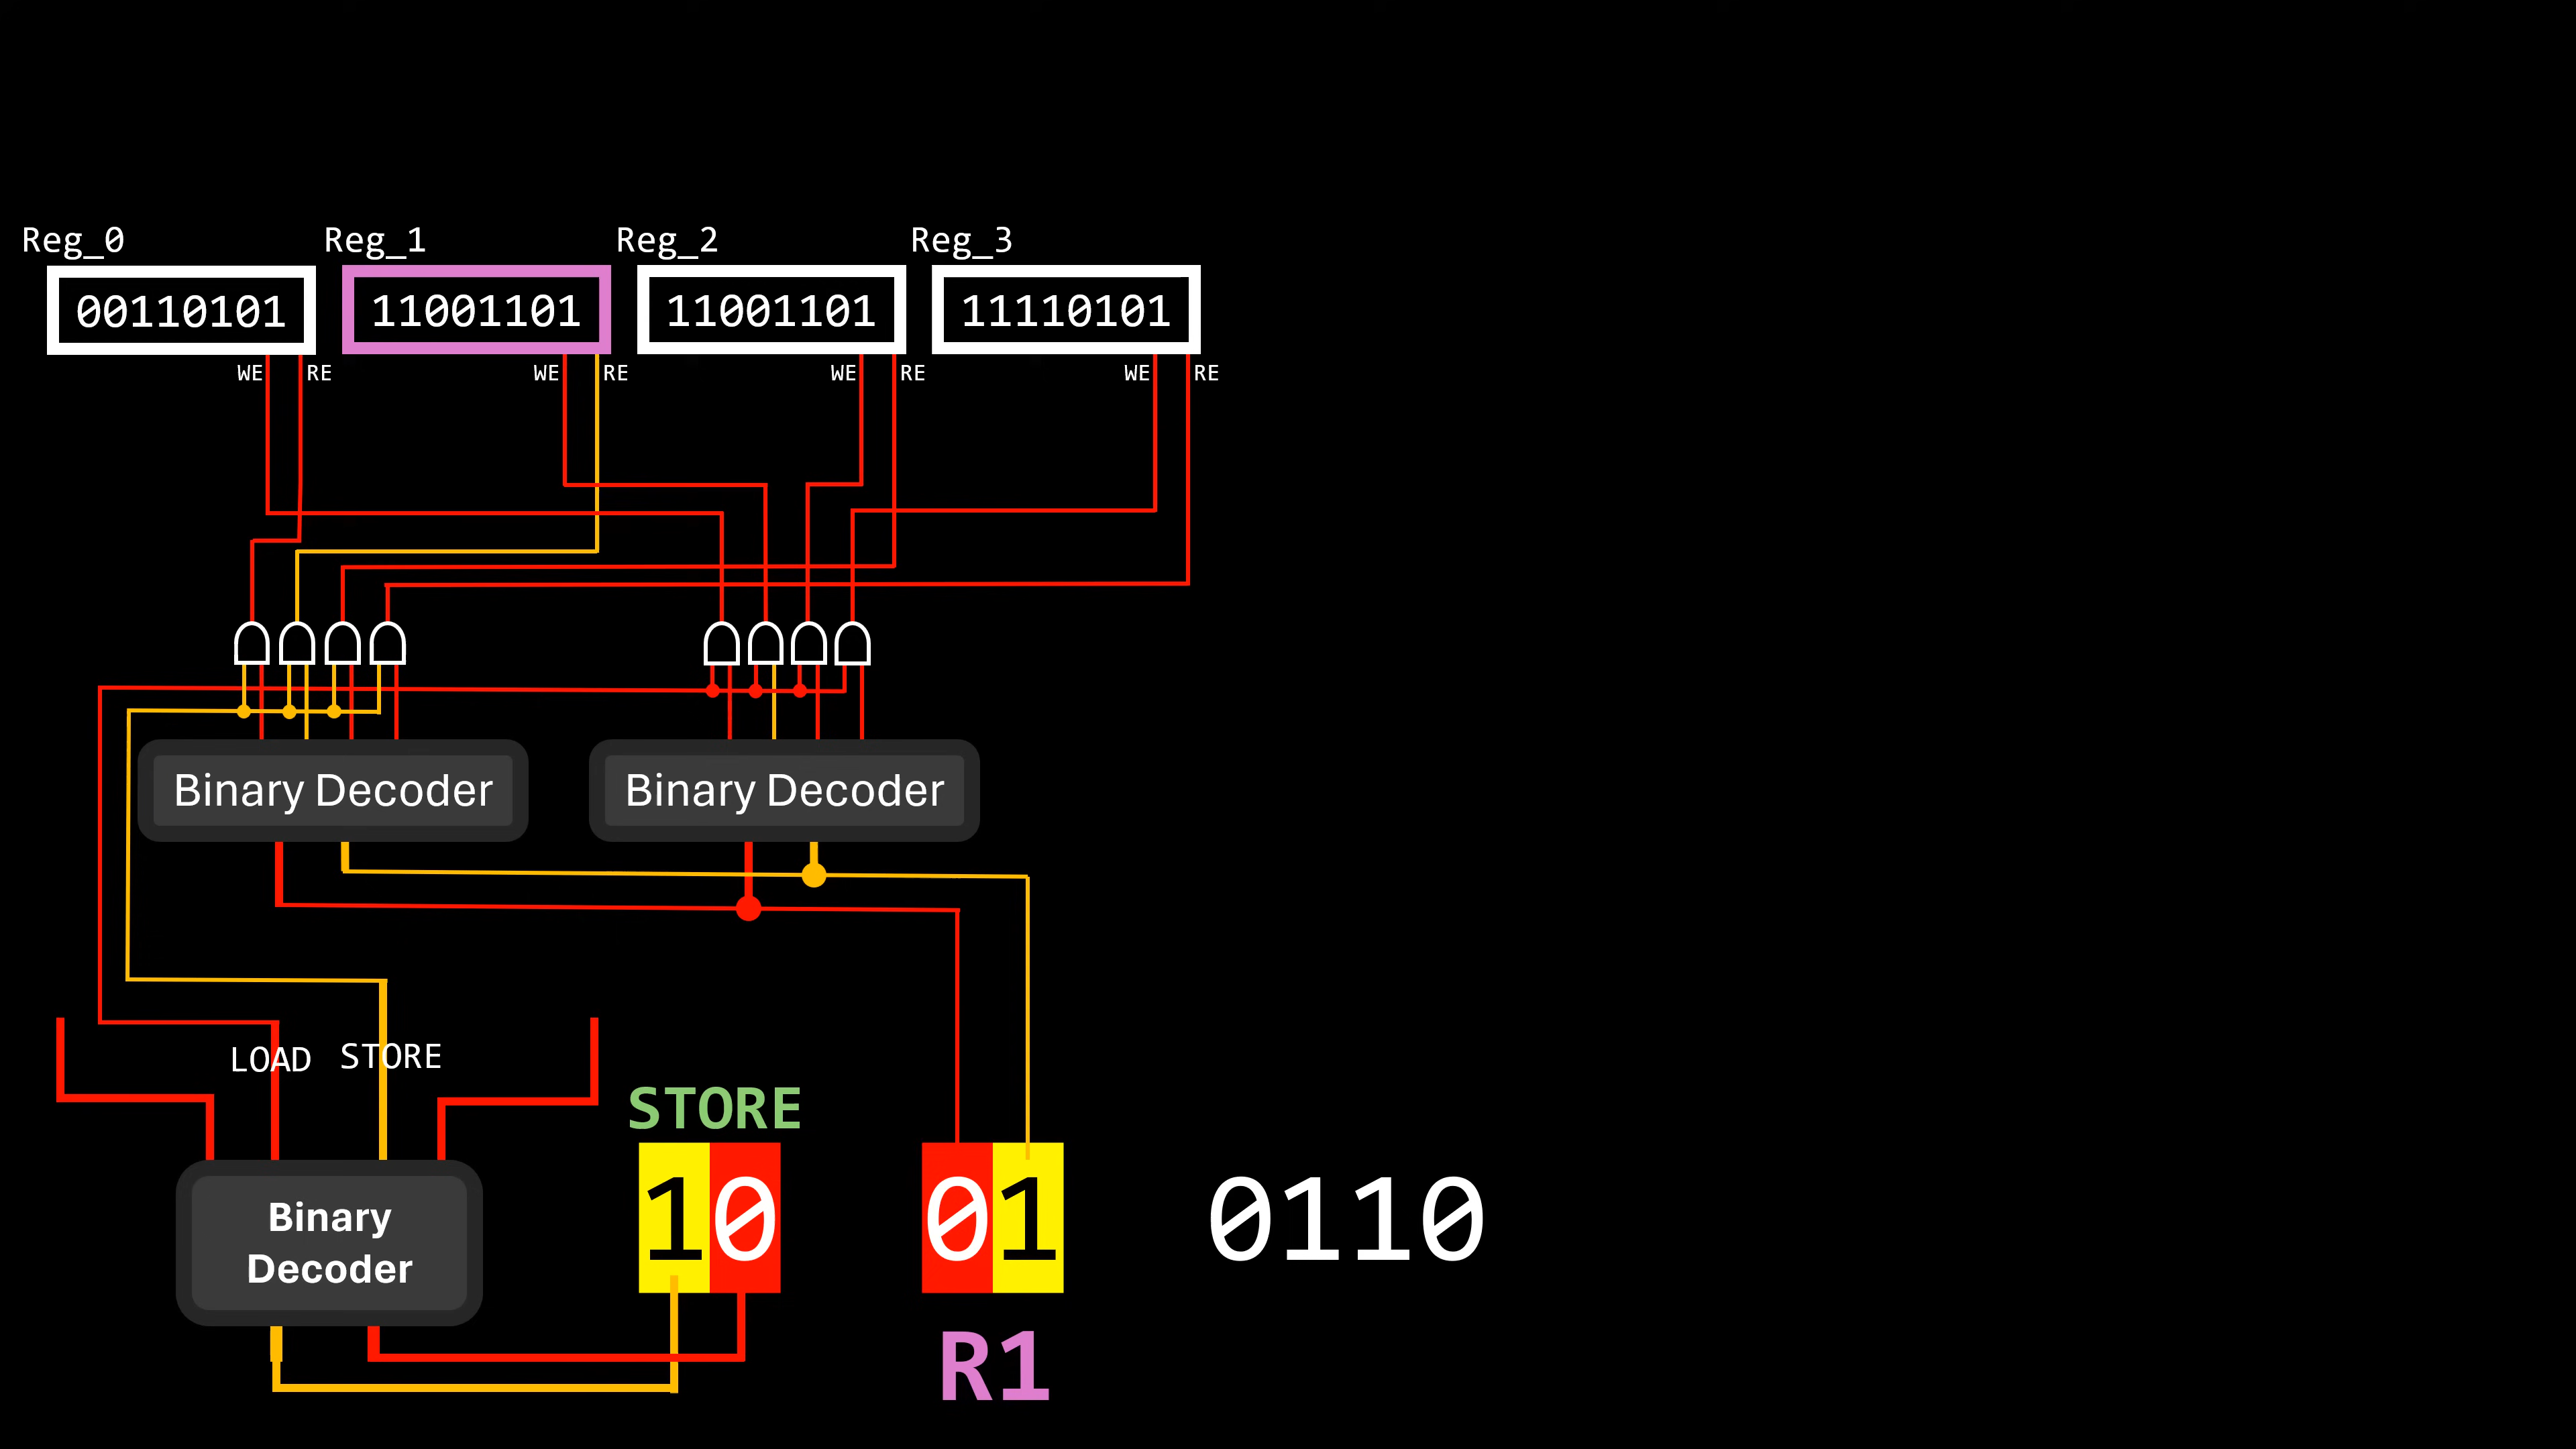 Reg_0 Reg_1 Reg_2 Reg_3
00110101 11001101 11001101 11110101
WE RE WE RE WE RE WE RE
Binary Decoder Binary Decoder
LOAD STORE
STORE
Binary
Decoder
10 01 0110
R1